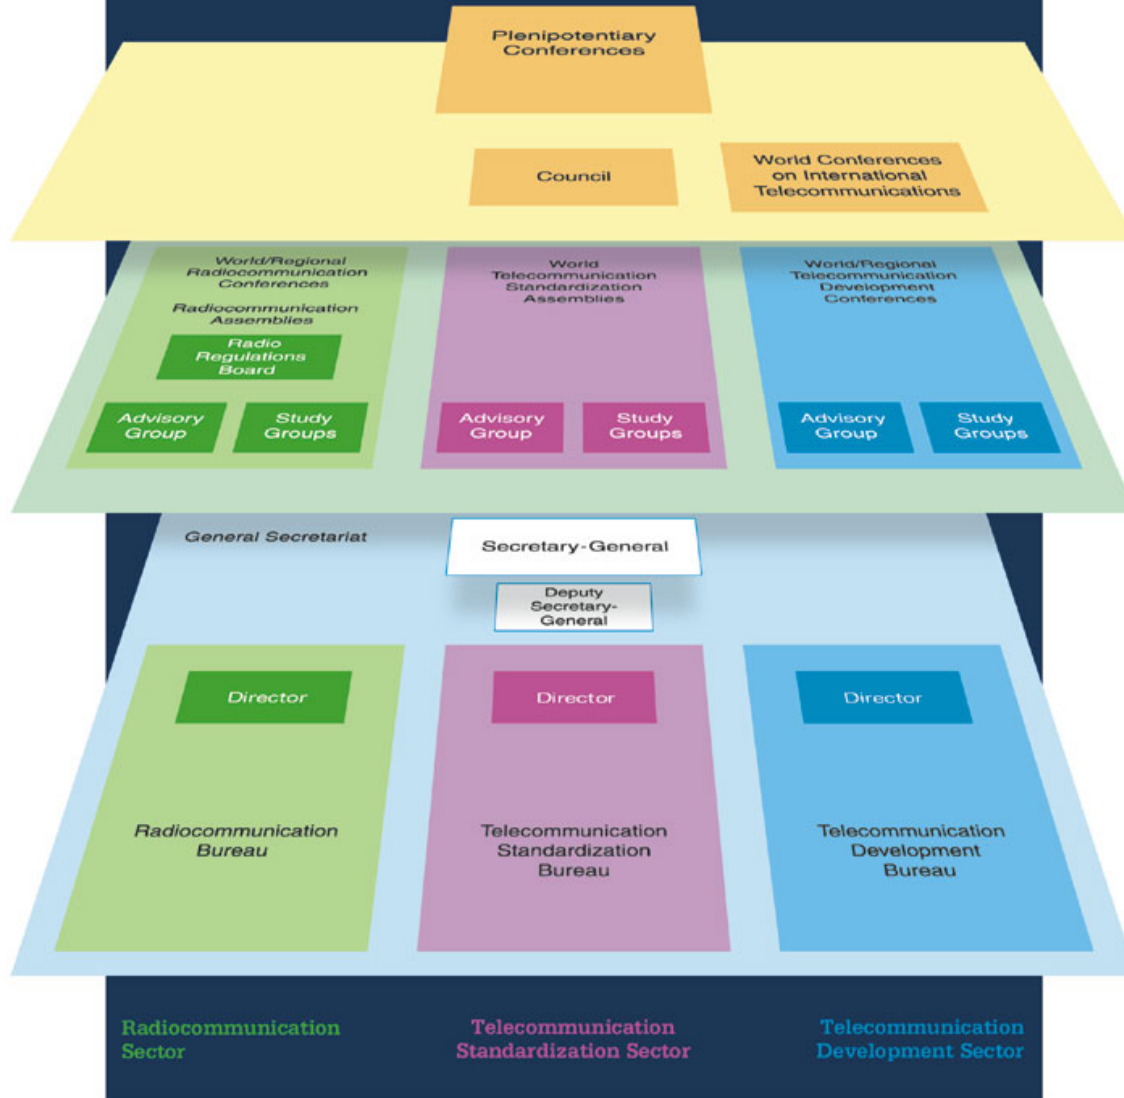 Plenipotentiary
Conferences
Council
World Conferences
on International
Telecommunications
World/Regional
Radiocommunication
Conferences
Radiocommunication
Assemblies
Radio
Regulations
Board
Advisory
Group
Study
Groups
World
Telecommunication
Standardization
Assemblies
Advisory
Group
Study
Groups
World/Regional
Telecommunication
Development
Conferences
Advisory
Group
Study
Groups
General Secretariat
Secretary-General
Deputy
Secretary-
General
Director
Radiocommunication
Bureau
Director
Telecommunication
Standardization
Bureau
Director
Telecommunication
Development
Bureau
Radiocommunication
Sector
Telecommunication
Standardization Sector
Telecommunication
Development Sector